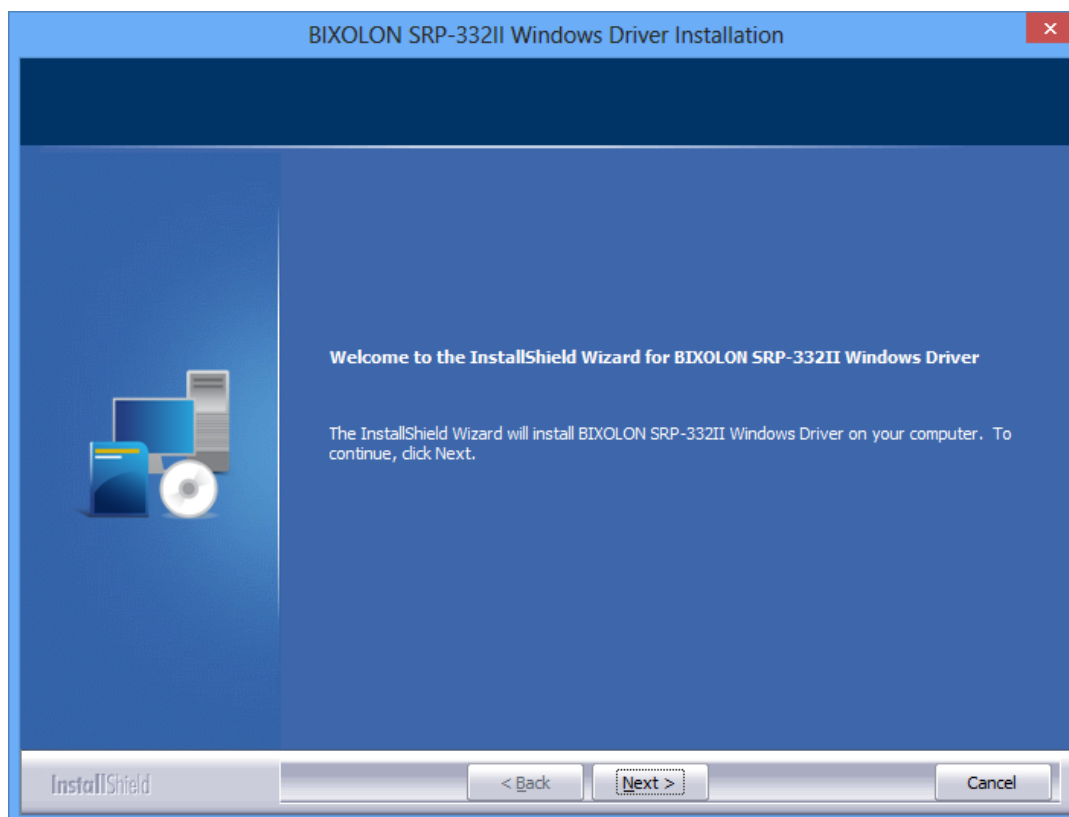 BIXOLON SRP-332II Windows Driver Installation
Welcome to the InstallShield Wizard for BIXOLON SRP-332II Windows Driver
The InstallShield Wizard will install BIXOLON SRP-332II Windows Driver on your computer. To
continue, click Next.
InstallShield
< Back
Next >
Cancel